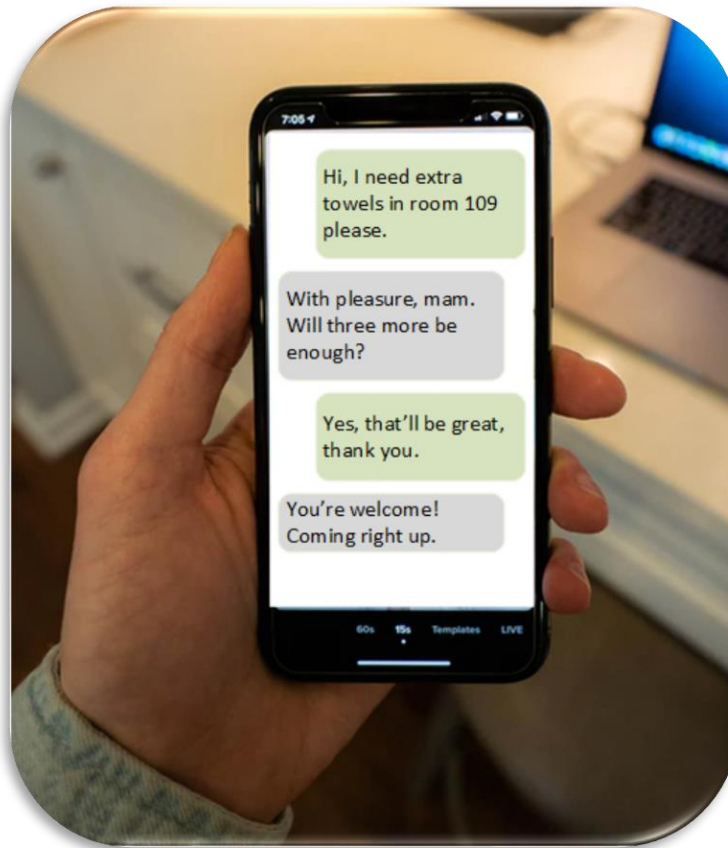 7:05
Hi, I need extra
towels in room 109
please.
With pleasure, mam.
Will three more be
enough?
Yes, that’ll be great,
thank you.
You’re welcome!
Coming right up.
60s 15s Templates LIVE